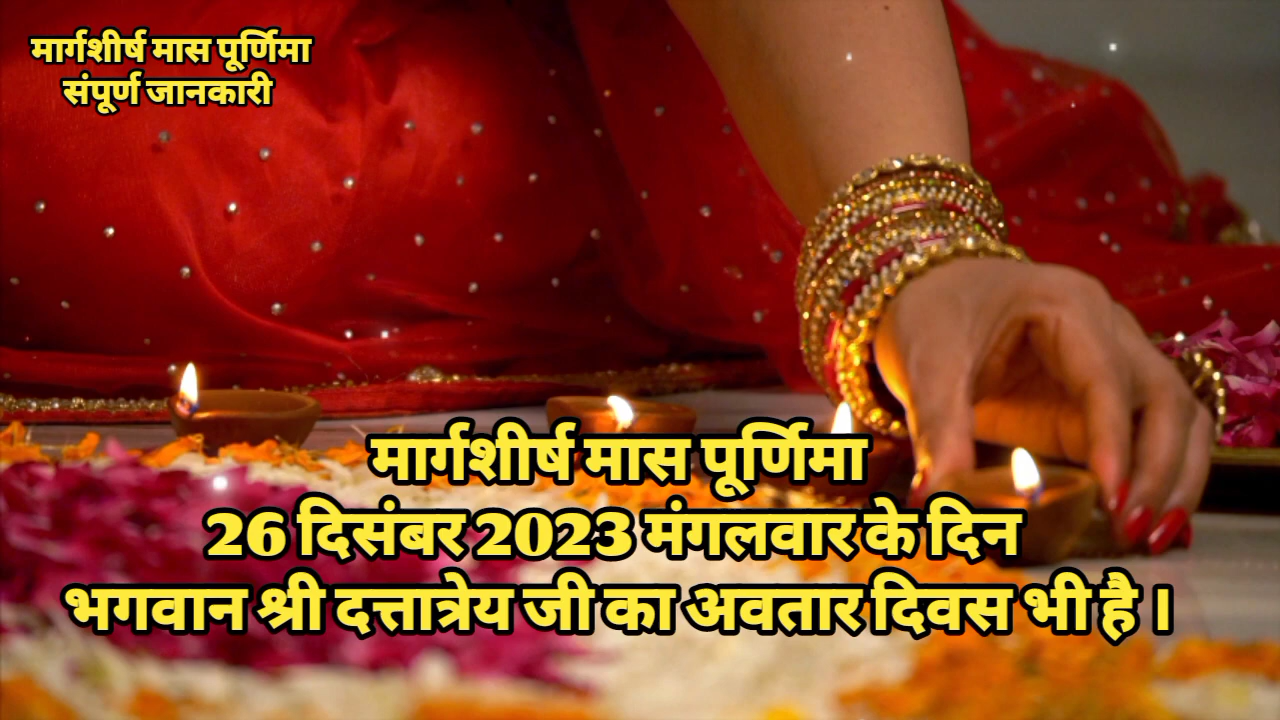 मार्गशीर्ष मास पूर्णिमा
संपूर्ण जानकारी
मार्गशीर्ष मास पूर्णिमा
26 दिसंबर 2023 मंगलवार के दिन
भगवान श्री दत्तात्रेय जी का अवतार दिवस भी है ।